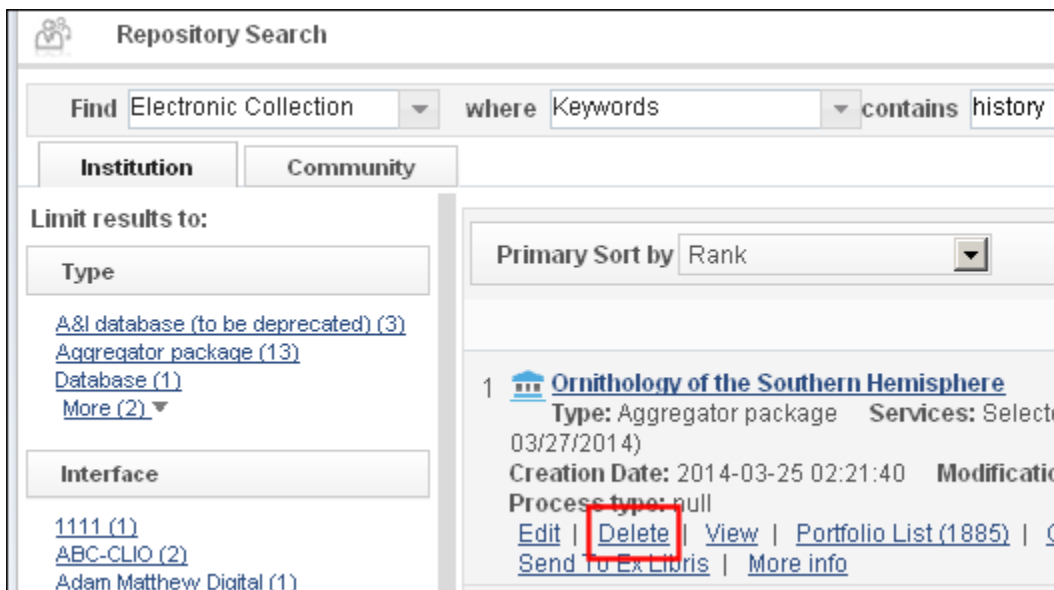 Repository Search
Find Electronic Collection where Keywords contains history
Institution Community
Limit results to:
Type
A&I database (to be deprecated) (3)
Aggregator package (13)
Database (1)
More (2)
Interface
1111 (1)
ABC-CLIO (2)
Adam Matthew Digital (1)
Primary Sort by Rank
1 Ornithology of the Southern Hemisphere
Type: Aggregator package Services:
03/27/2014)
Creation Date: 2014-03-25 02:21:40
Process type: null
Edit | Delete | View | Portfolio List (1885) |
Send To Ex Libris | More info